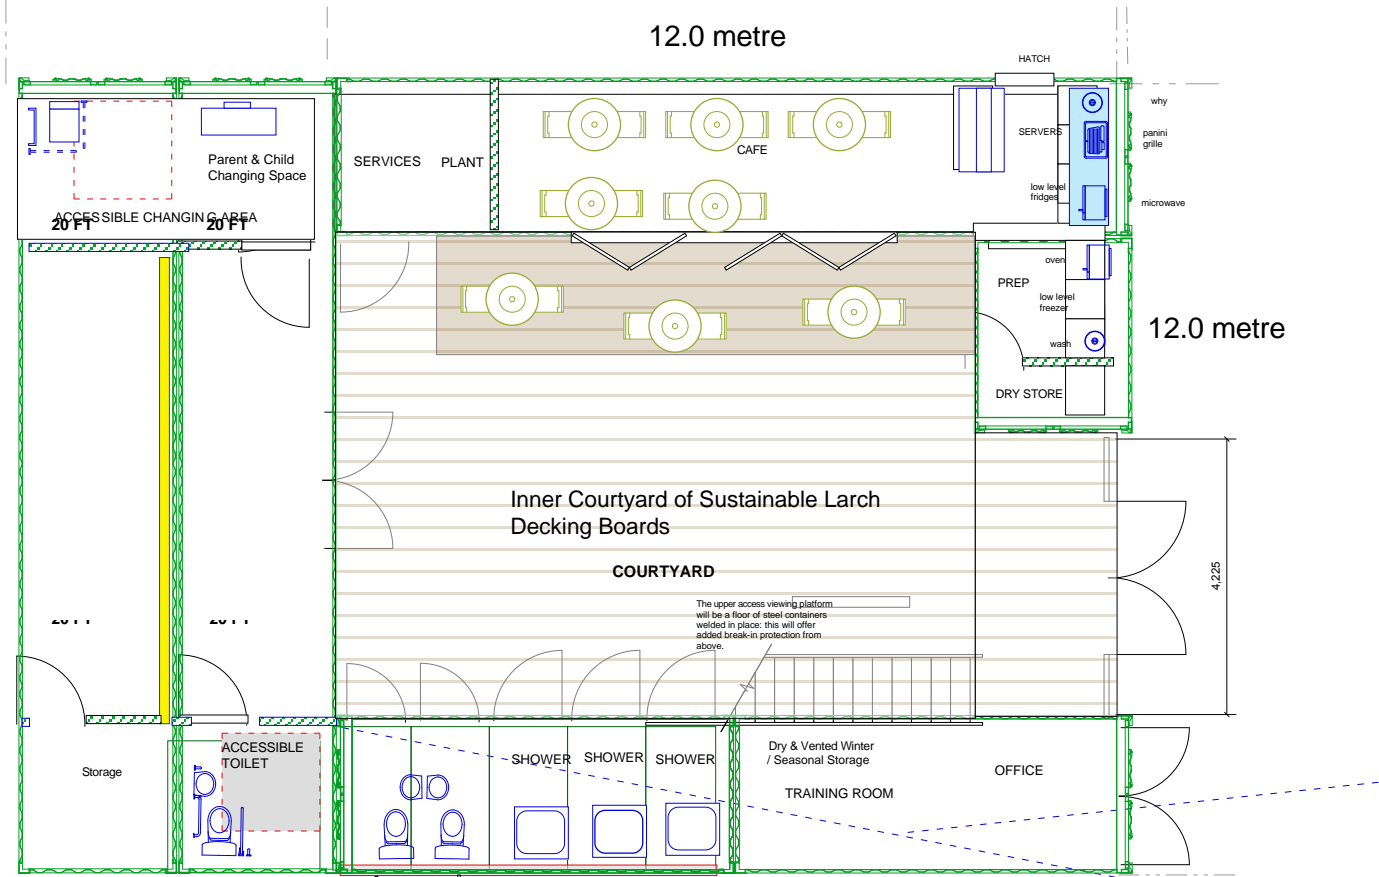 12.0 metre
HATCH
why
SERVERS
panini
grille
CAFE
SERVICES
PLANT
Parent & Child
Changing Space
low level
fridges
microwave
ACCESSIBLE CHANGING AREA
20 FT
20 FT
oven
PREP
low level
freezer
12.0 metre
wash
DRY STORE
Inner Courtyard of Sustainable Larch
Decking Boards
COURTYARD
4,225
The upper access viewing platform
will be a floor of steel containers
welded in place: this will offer
added break-in protection from
above.
20 FT
20 FT
ACCESSIBLE
TOILET
Storage
SHOWER
SHOWER
SHOWER
Dry & Vented Winter
/ Seasonal Storage
OFFICE
TRAINING ROOM